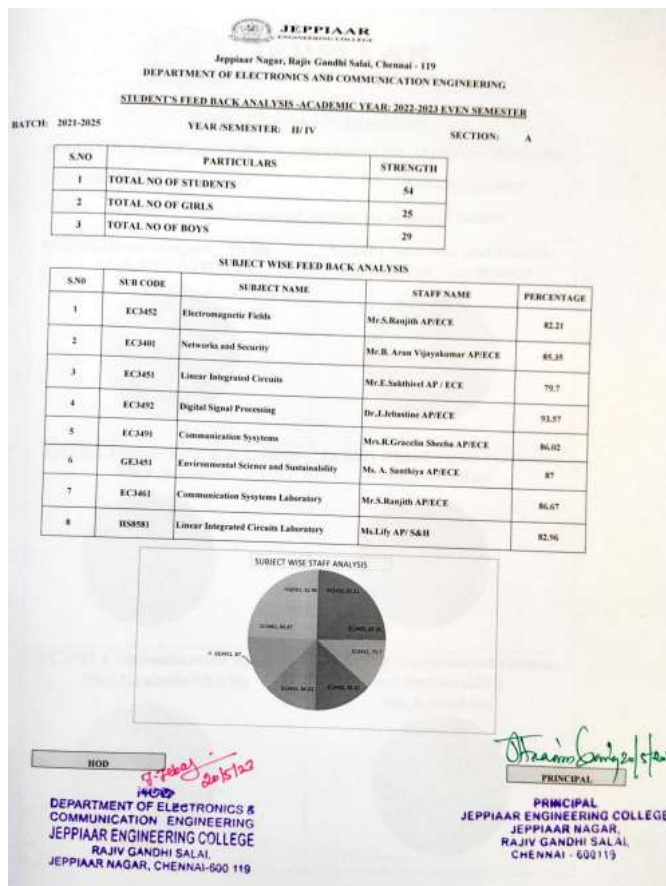 JEPPIAAR
ENGINEERING COLLEGE
Jeppiaar Nagar, Rajiv Gandhi Salai, Chennai - 119
DEPARTMENT OF ELECTRONICS AND COMMUNICATION ENGINEERING
STUDENT'S FEED BACK ANALYSIS -ACADEMIC YEAR: 2022-2023 EVEN SEMESTER
BATCH: 2021-2025 YEAR /SEMESTER: II/ IV SECTION: A
S.NO PARTICULARS STRENGTH
1 TOTAL NO OF STUDENTS 54
2 TOTAL NO OF GIRLS 25
3 TOTAL NO OF BOYS 29
SUBJECT WISE FEED BACK ANALYSIS
S.N0 SUB CODE SUBJECT NAME STAFF NAME PERCENTAGE
1 EC3452 Electromagnetic Fields Mr.S.Ranjith AP/ECE 82.21
2 EC3401 Networks and Security Mr.B. Arun Vijayakumar AP/ECE 85.35
3 EC3451 Linear Integrated Circuits Mr.E.Sakthivel AP / ECE 79.7
4 EC3492 Digital Signal Processing Dr.J.Jebastine AP/ECE 93.57
5 EC3491 Communication Sysytems Mrs.R.Gracelin Sheeba AP/ECE 86.02
6 GE3451 Environmental Science and Sustainability Ms. A. Santhiya AP/ECE 87
7 EC3461 Communication Sysytems Laboratory Mr.S.Ranjith AP/ECE 86.67
8 HS8581 Linear Integrated Circuits Laboratory Ms.Lify AP/ S&H 82.96
SUBJECT WISE STAFF ANALYSIS
HOD
20/5/23
DEPARTMENT OF ELECTRONICS &
COMMUNICATION ENGINEERING
JEPPIAAR ENGINEERING COLLEGE
RAJIV GANDHI SALAI,
JEPPIAAR NAGAR, CHENNAI-600 119
PRINCIPAL
PRINCIPAL
JEPPIAAR ENGINEERING COLLEGE
JEPPIAAR NAGAR,
RAJIV GANDHI SALAI,
CHENNAI - 600119